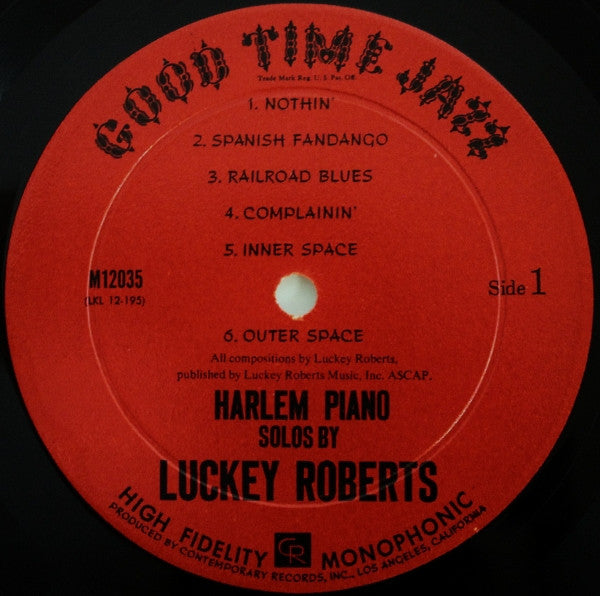 GOOD TIME JAZZ
Trade Mark Reg. U. S. Pat. Off.
1. NOTHIN'
2. SPANISH FANDANGO
3. RAILROAD BLUES
4. COMPLAININ'
5. INNER SPACE
M12035
(LKL 12-195)
Side 1
6. OUTER SPACE
All compositions by Luckey Roberts,
published by Luckey Roberts Music, Inc. ASCAP.
HARLEM PIANO
SOLOS BY
LUCKEY ROBERTS
HIGH FIDELITY CR MONOPHONIC
PRODUCED BY CONTEMPORARY RECORDS, INC., LOS ANGELES, CALIFORNIA